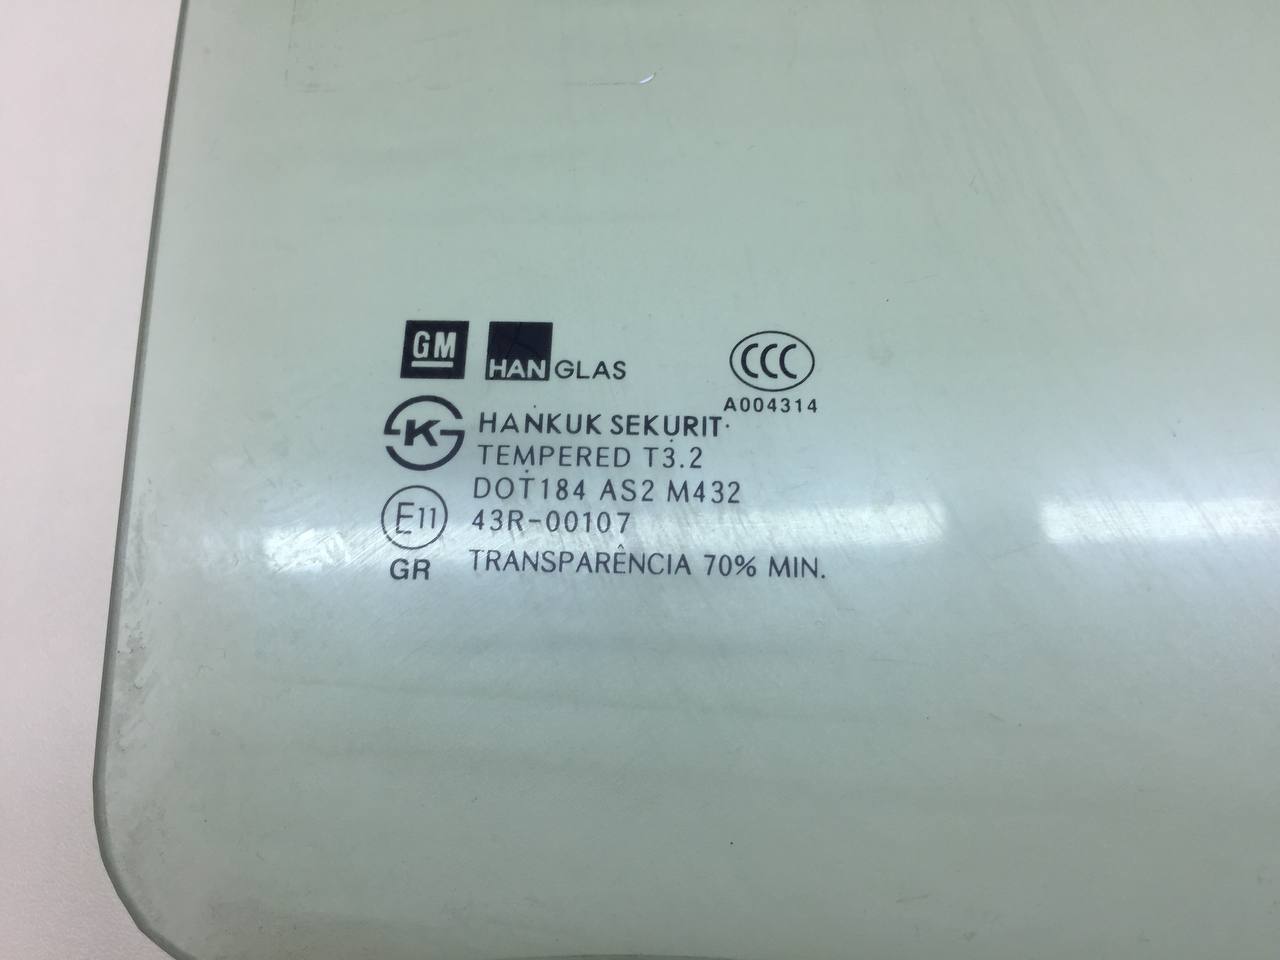 GM HANGLAS CCC
A004314
K HANKUK SEKURIT
TEMPERED T3.2
DOT184 AS2 M432
E11 43R-00107
GR TRANSPARÊNCIA 70% MIN.